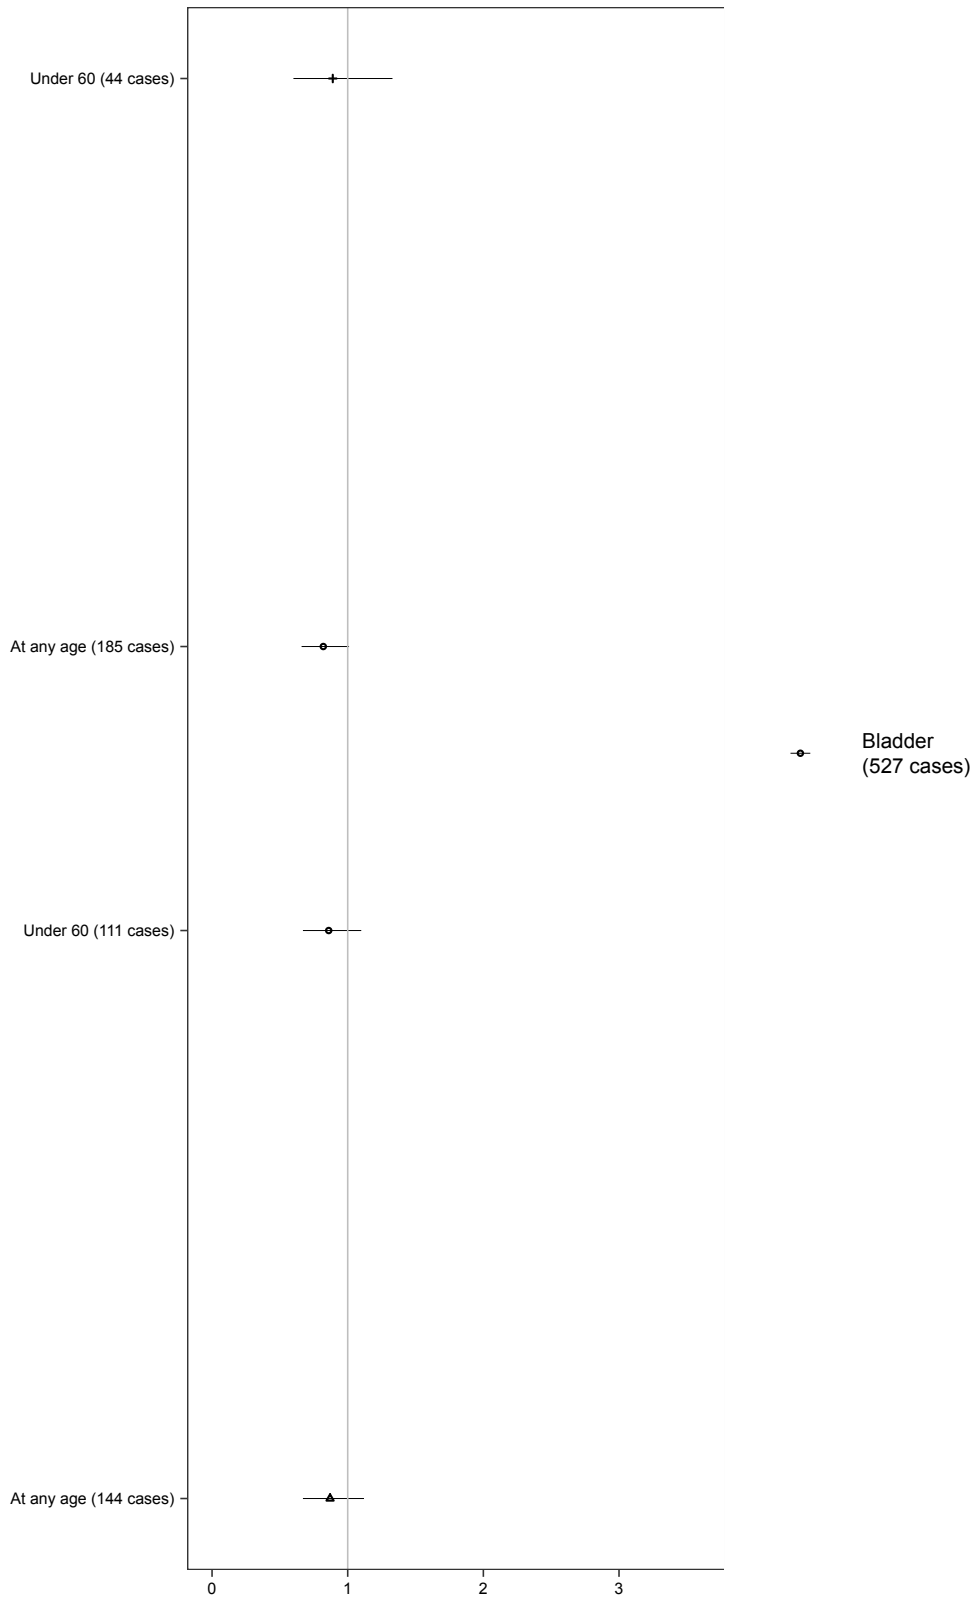 Under 60 (44 cases)
At any age (185 cases)
Bladder
(527 cases)
Under 60 (111 cases)
At any age (144 cases)
0 1 2 3